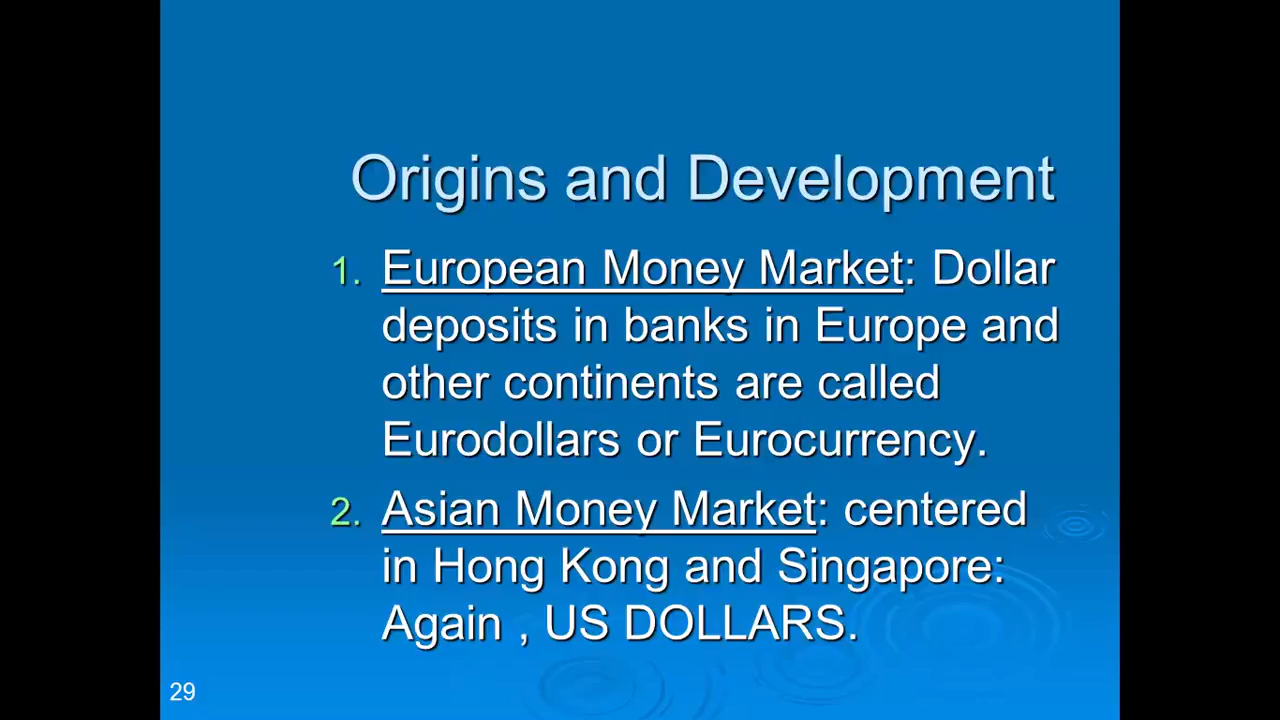 Origins and Development
1. European Money Market: Dollar
deposits in banks in Europe and
other continents are called
Eurodollars or Eurocurrency.
2. Asian Money Market: centered
in Hong Kong and Singapore:
Again , US DOLLARS.
29